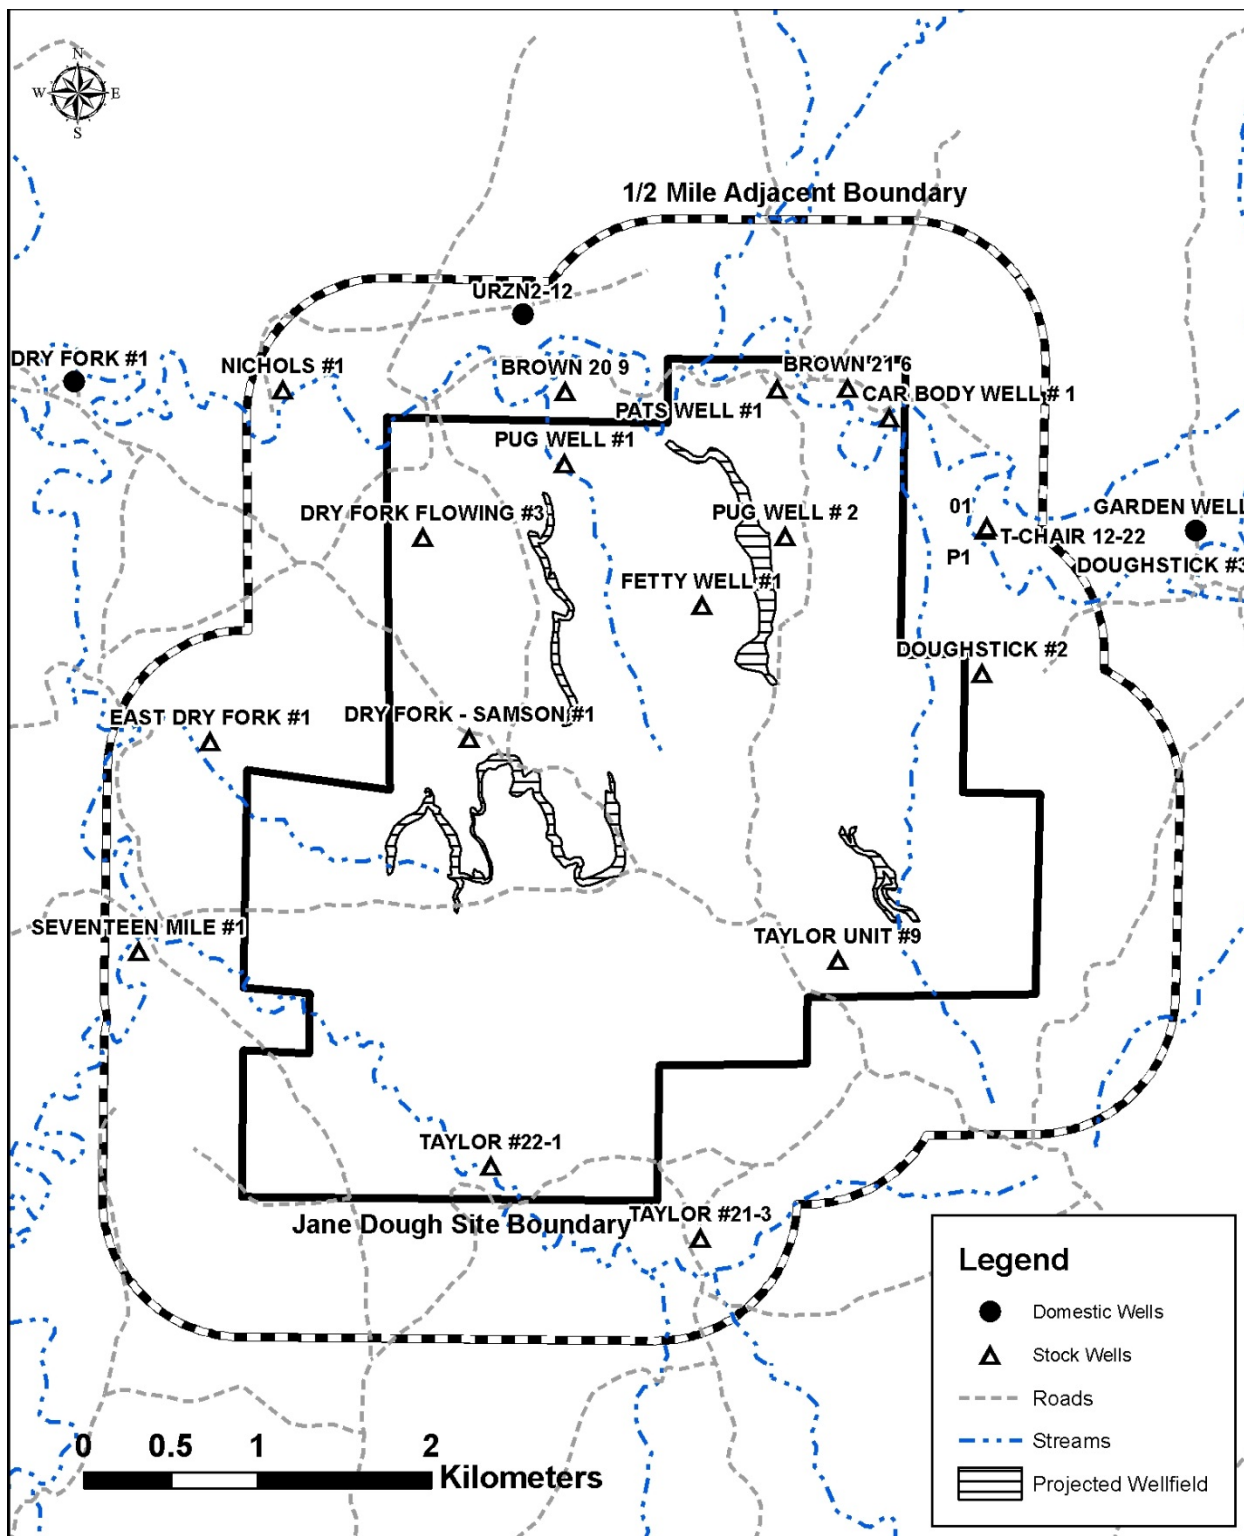 N
W E
S
1/2 Mile Adjacent Boundary
URZN2-12
DRY FORK #1
NICHOLS #1
BROWN 20 9
BROWN 21 6
CAR BODY WELL # 1
PATS WELL #1
PUG WELL #1
DRY FORK FLOWING #3
PUG WELL # 2
01
GARDEN WELL
T-CHAIR 12-22
P1
DOUGHSTICK #3
FETTY WELL #1
DOUGHSTICK #2
EAST DRY FORK #1
DRY FORK - SAMSON #1
SEVENTEEN MILE #1
TAYLOR UNIT #9
TAYLOR #22-1
Jane Dough Site Boundary
TAYLOR #21-3
Legend
Domestic Wells
Stock Wells
Roads
Streams
Projected Wellfield
0 0.5 1 2
Kilometers